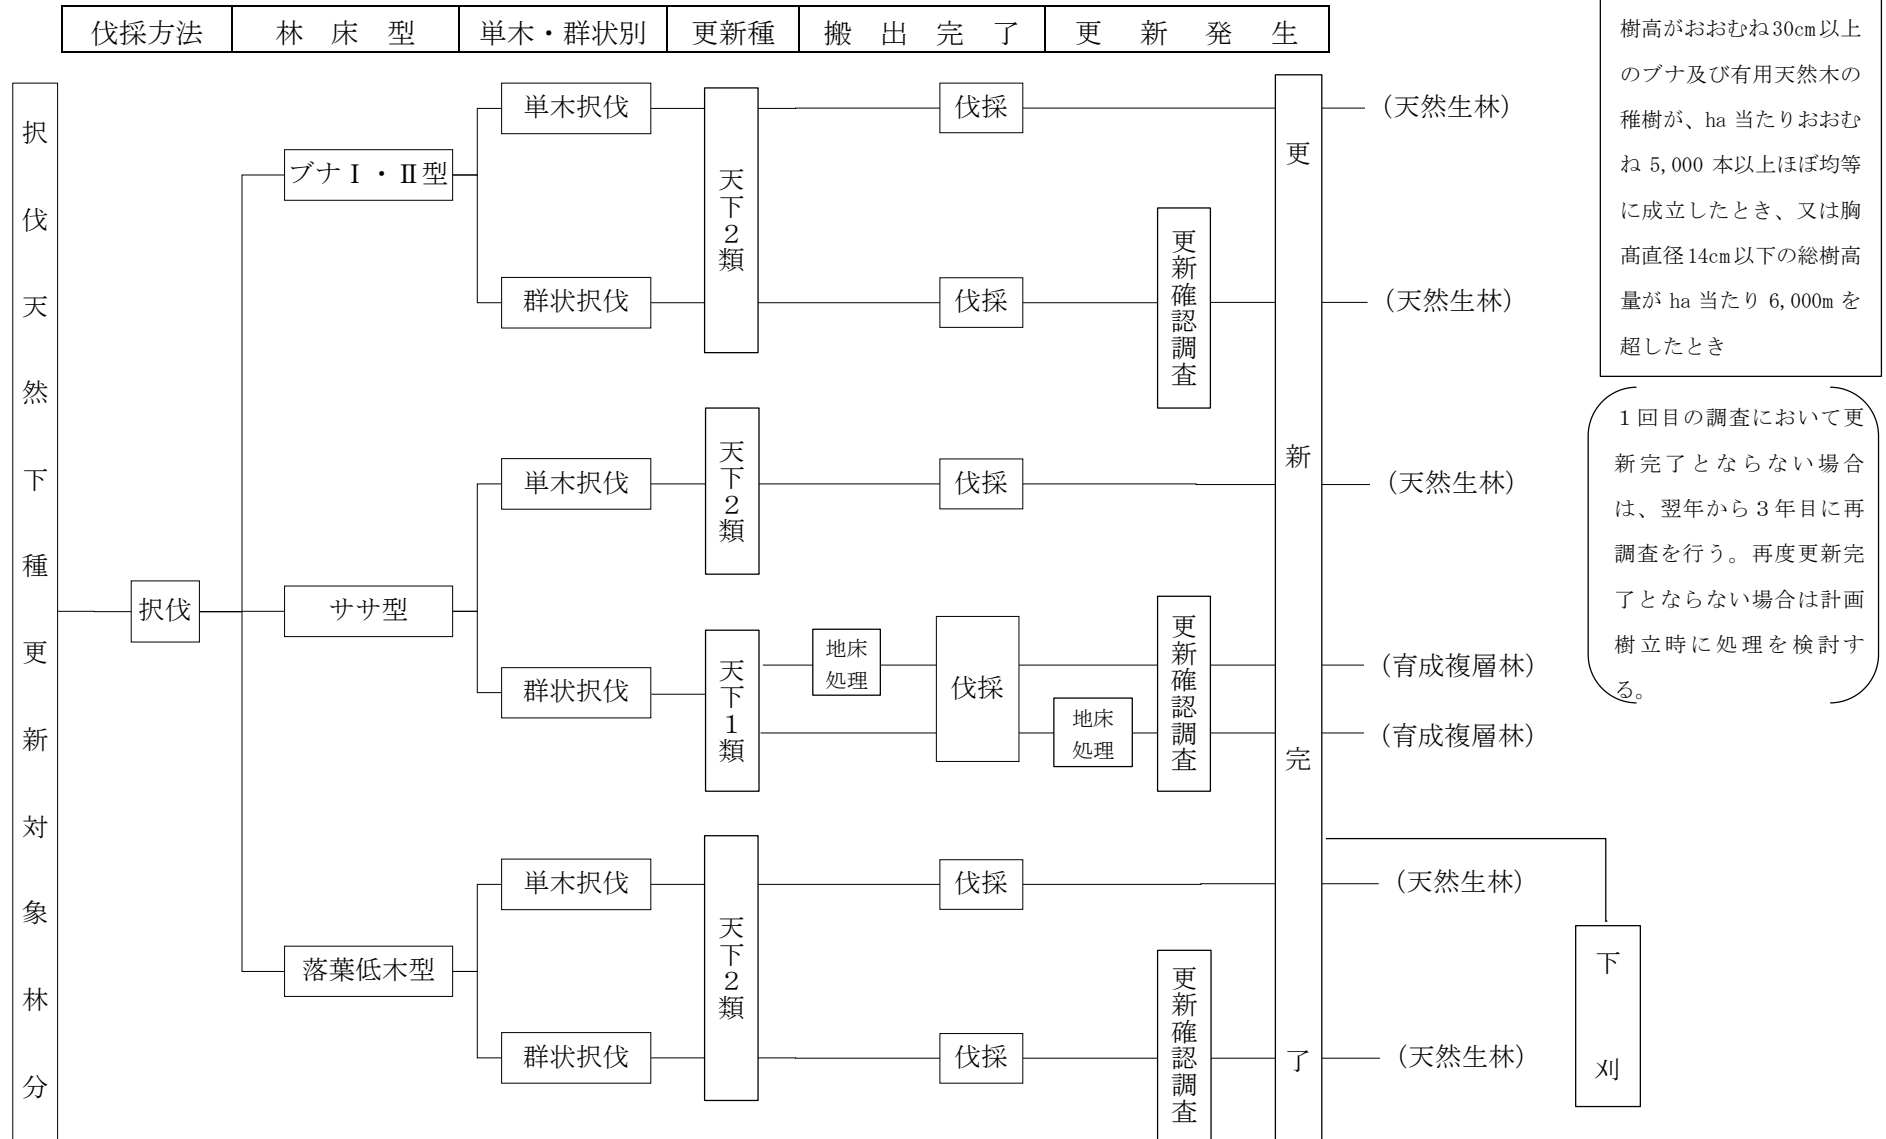 伐採方法
林床型
単木・群状別
更新種
搬出完了
更新発生
択伐天然下種更新対象林分
択伐
ブナⅠ・Ⅱ型
単木択伐
天下2類
伐採
(天然生林)
群状択伐
伐採
更新確認調査
(天然生林)
ササ型
単木択伐
天下2類
伐採
(天然生林)
群状択伐
天下1類
地床
処理
伐採
地床
処理
更新確認調査
(育成複層林)
(育成複層林)
落葉低木型
単木択伐
天下2類
伐採
(天然生林)
群状択伐
伐採
更新確認調査
(天然生林)
更新完了
下刈
樹高がおおむね30cm以上
のブナ及び有用天然木の
稚樹が、ha 当たりおおむ
ね 5,000 本以上ほぼ均等
に成立したとき、又は胸
高直径14cm以下の総樹高
量が ha 当たり 6,000m を
超したとき
1回目の調査において更
新完了とならない場合
は、翌年から3年目に再
調査を行う。再度更新完
了とならない場合は計画
樹立時に処理を検討す
る。